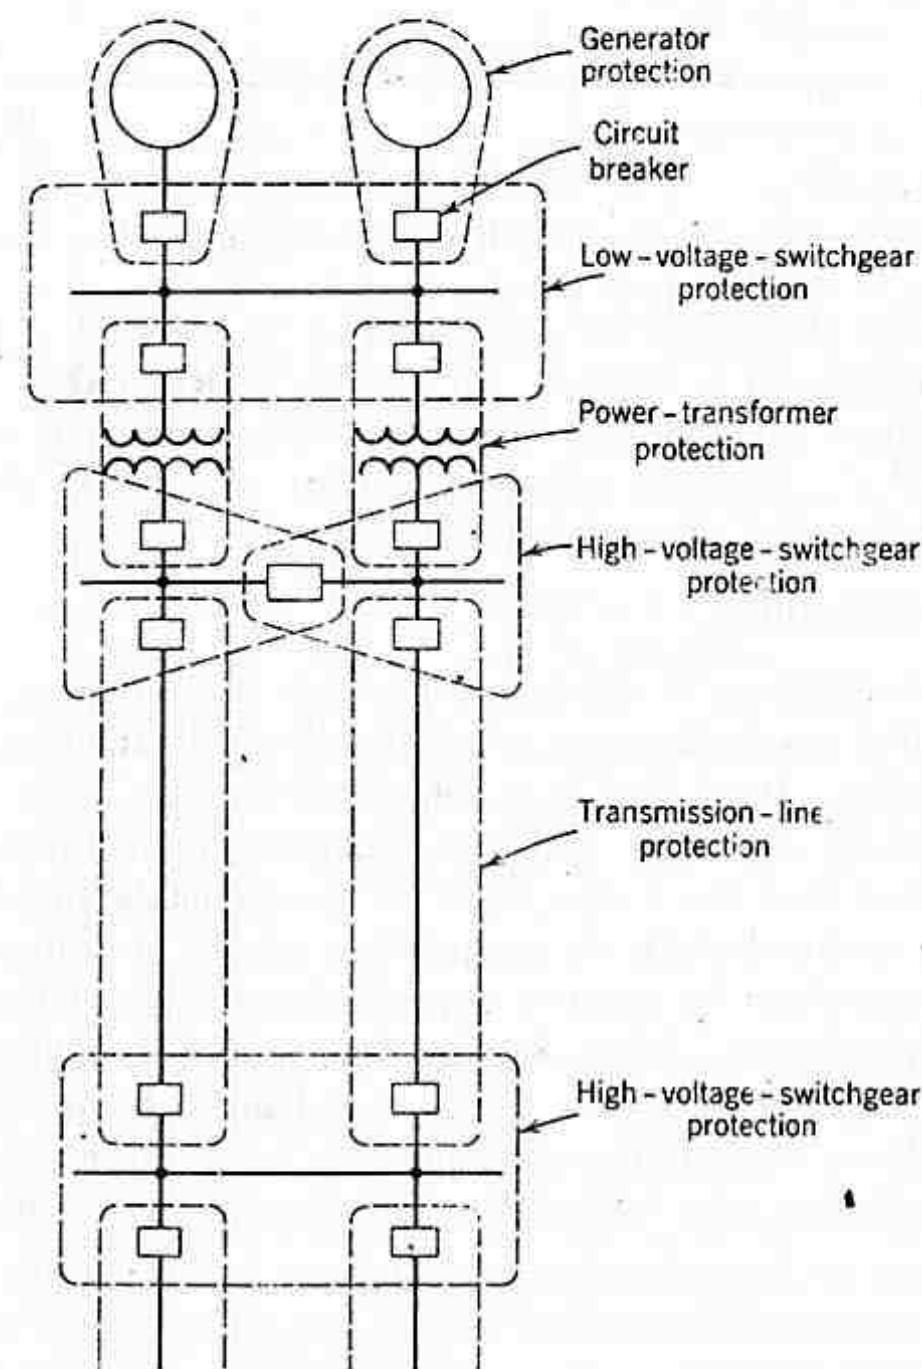 Generator
protection
Circuit
breaker
Low-voltage-switchgear
protection
Power-transformer
protection
High-voltage-switchgear
protection
Transmission-line
protection
High-voltage-switchgear
protection